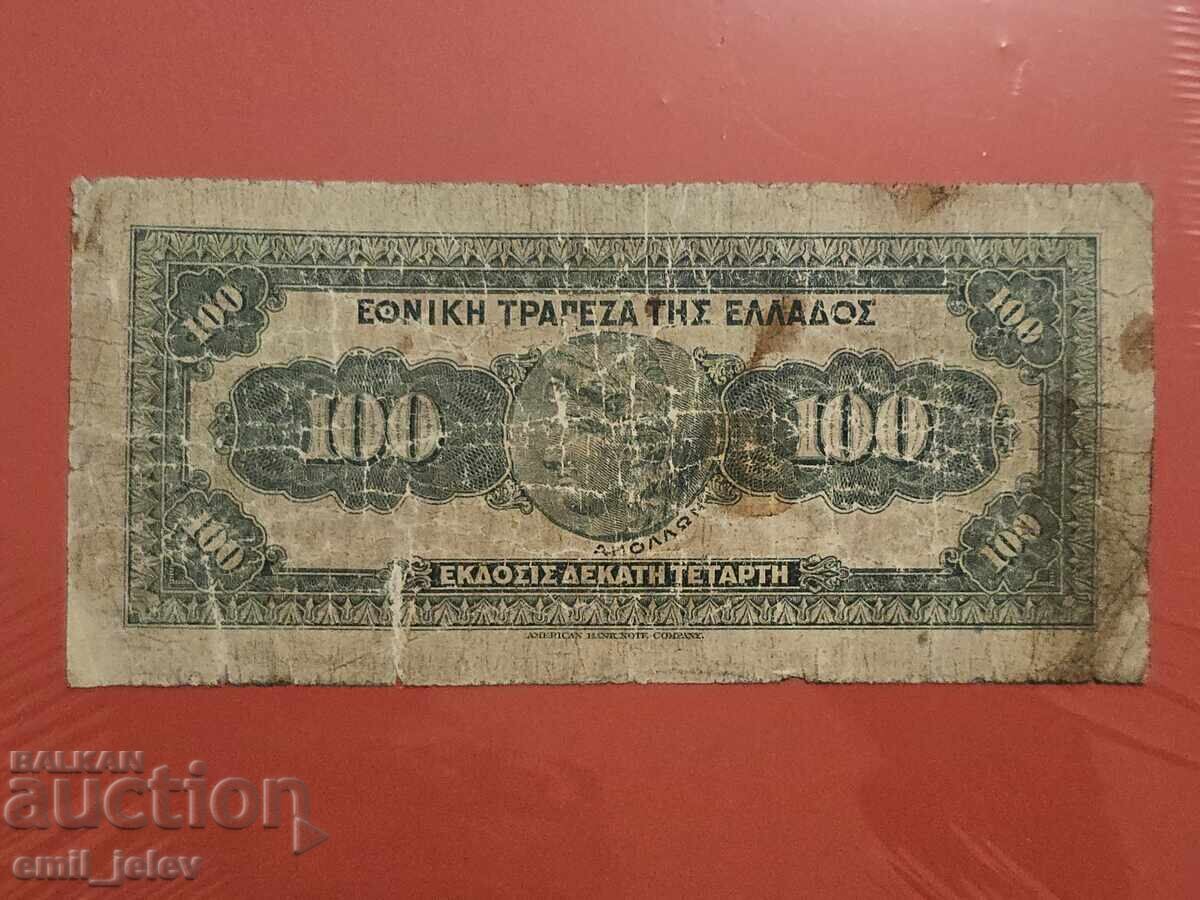 100 100
ΕΘΝΙΚΗ ΤΡΑΠΕΖΑ ΤΗΣ ΕΛΛΑΔΟΣ
100 100
ΑΠΟΛΛΩΝ
100 100
ΕΚΔΟΣΙΣ ΔΕΚΑΤΗ ΤΕΤΑΡΤΗ
AMERICAN BANK NOTE COMPANY.
BALKAN
auction
emil_jelev